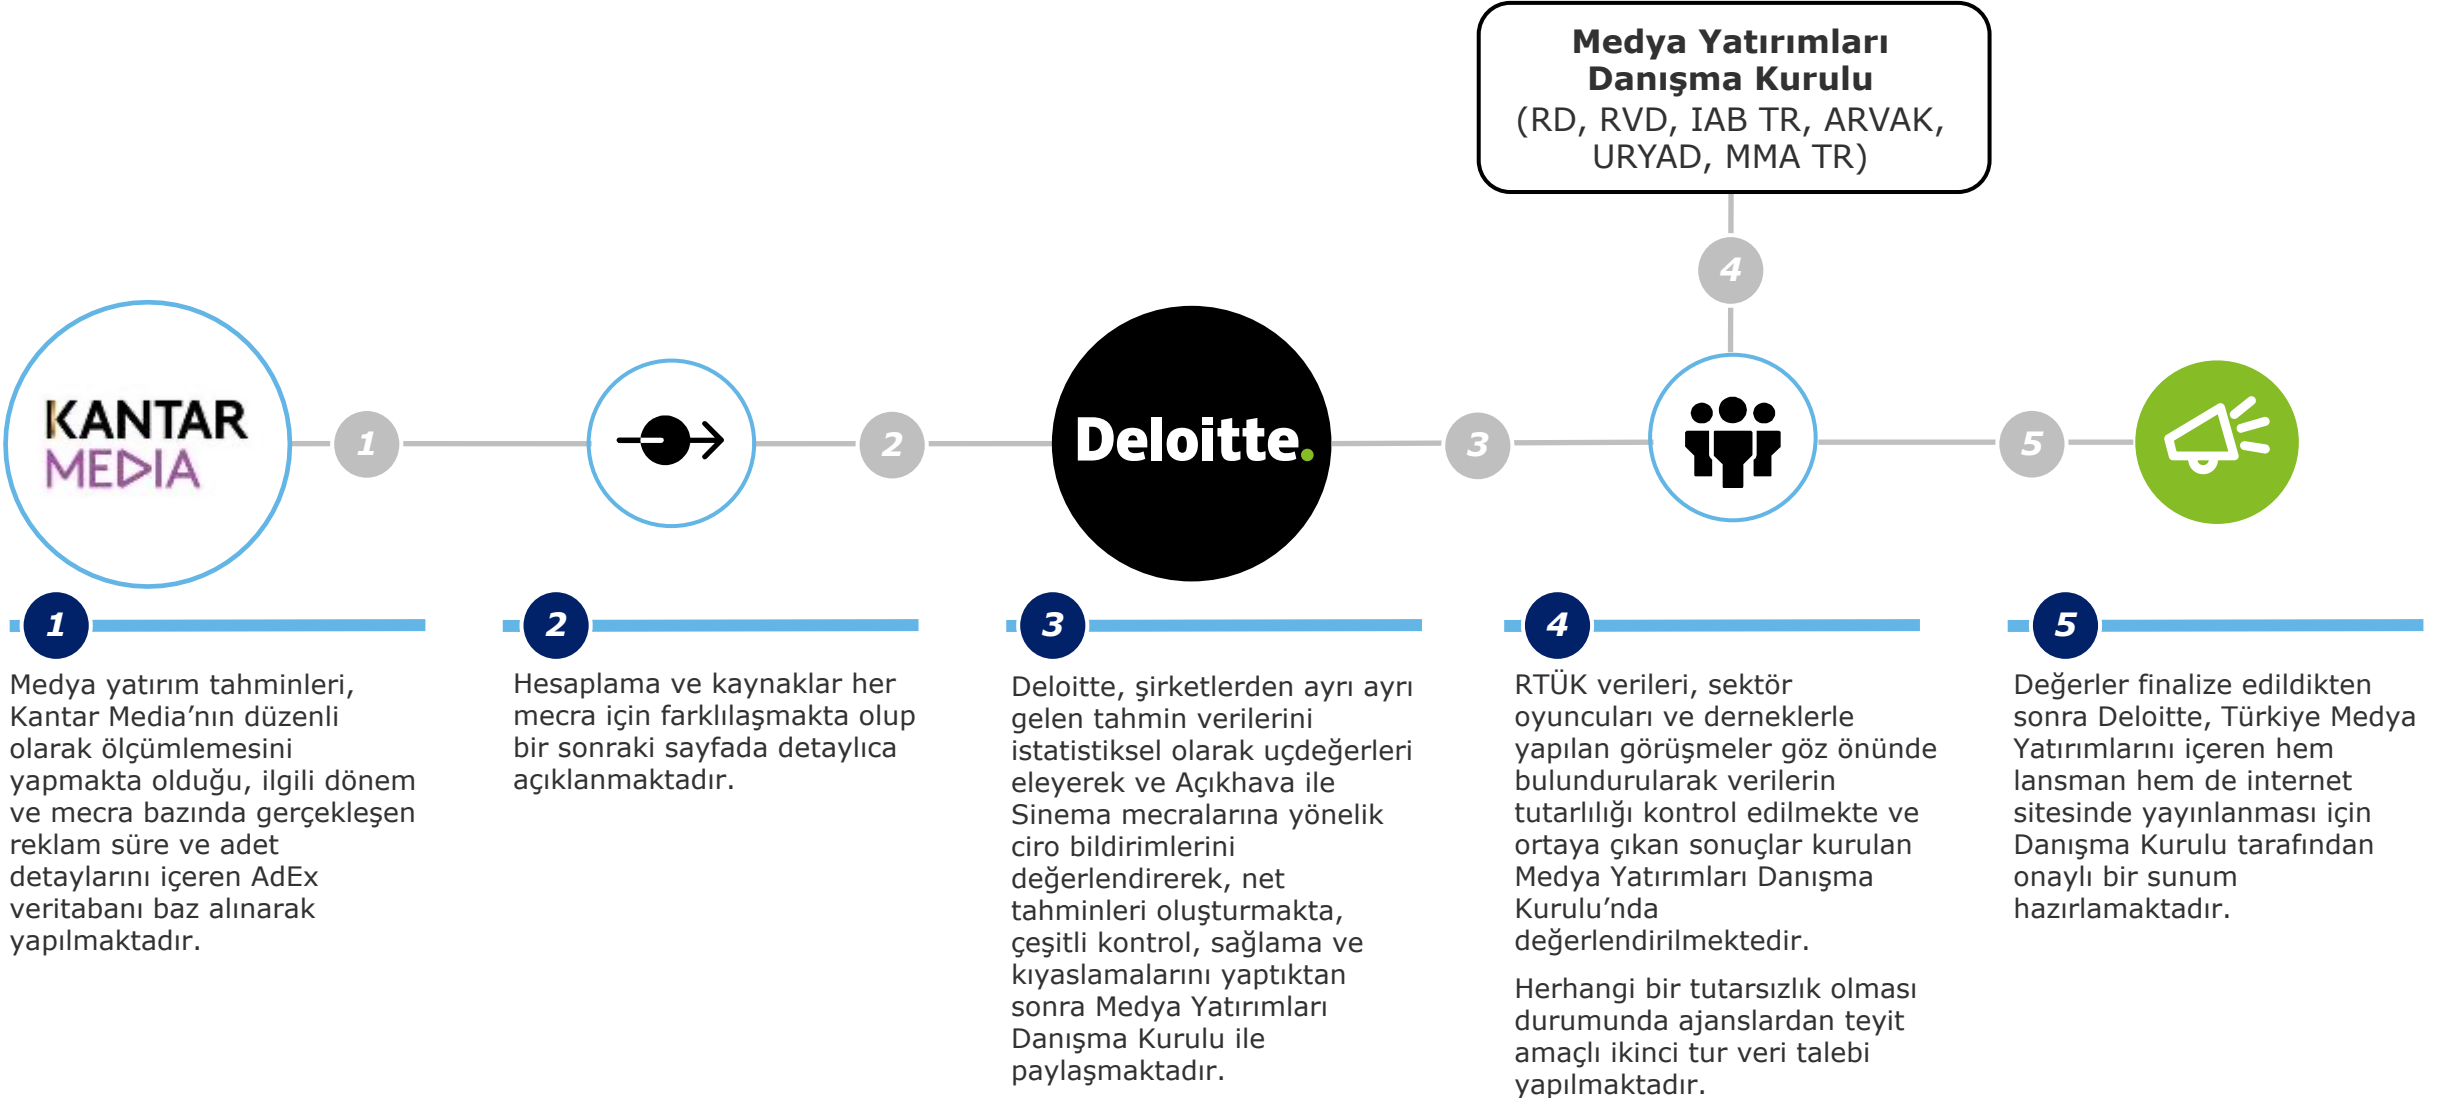 Medya Yatırımları
Danışma Kurulu
(RD, RVD, IAB TR, ARVAK,
URYAD, MMA TR)
4
KANTAR
MEDIA
1
2
Deloitte.
3
5
1
Medya yatırım tahminleri,
Kantar Media’nın düzenli
olarak ölçümlemesini
yapmakta olduğu, ilgili dönem
ve mecra bazında gerçekleşen
reklam süre ve adet
detaylarını içeren AdEx
veritabanı baz alınarak
yapılmaktadır.
2
Hesaplama ve kaynaklar her
mecra için farklılaşmakta olup
bir sonraki sayfada detaylıca
açıklanmaktadır.
3
Deloitte, şirketlerden ayrı ayrı
gelen tahmin verilerini
istatistiksel olarak uçdeğerleri
eleyerek ve Açıkhava ile
Sinema mecralarına yönelik
ciro bildirimlerini
değerlendirerek, net
tahminleri oluşturmakta,
çeşitli kontrol, sağlama ve
kıyaslamalarını yaptıktan
sonra Medya Yatırımları
Danışma Kurulu ile
paylaşmaktadır.
4
RTÜK verileri, sektör
oyuncuları ve derneklerle
yapılan görüşmeler göz önünde
bulundurularak verilerin
tutarlılığı kontrol edilmekte ve
ortaya çıkan sonuçlar kurulan
Medya Yatırımları Danışma
Kurulu’nda
değerlendirilmektedir.
Herhangi bir tutarsızlık olması
durumunda ajanslardan teyit
amaçlı ikinci tur veri talebi
yapılmaktadır.
5
Değerler finalize edildikten
sonra Deloitte, Türkiye Medya
Yatırımlarını içeren hem
lansman hem de internet
sitesinde yayınlanması için
Danışma Kurulu tarafından
onaylı bir sunum
hazırlamaktadır.